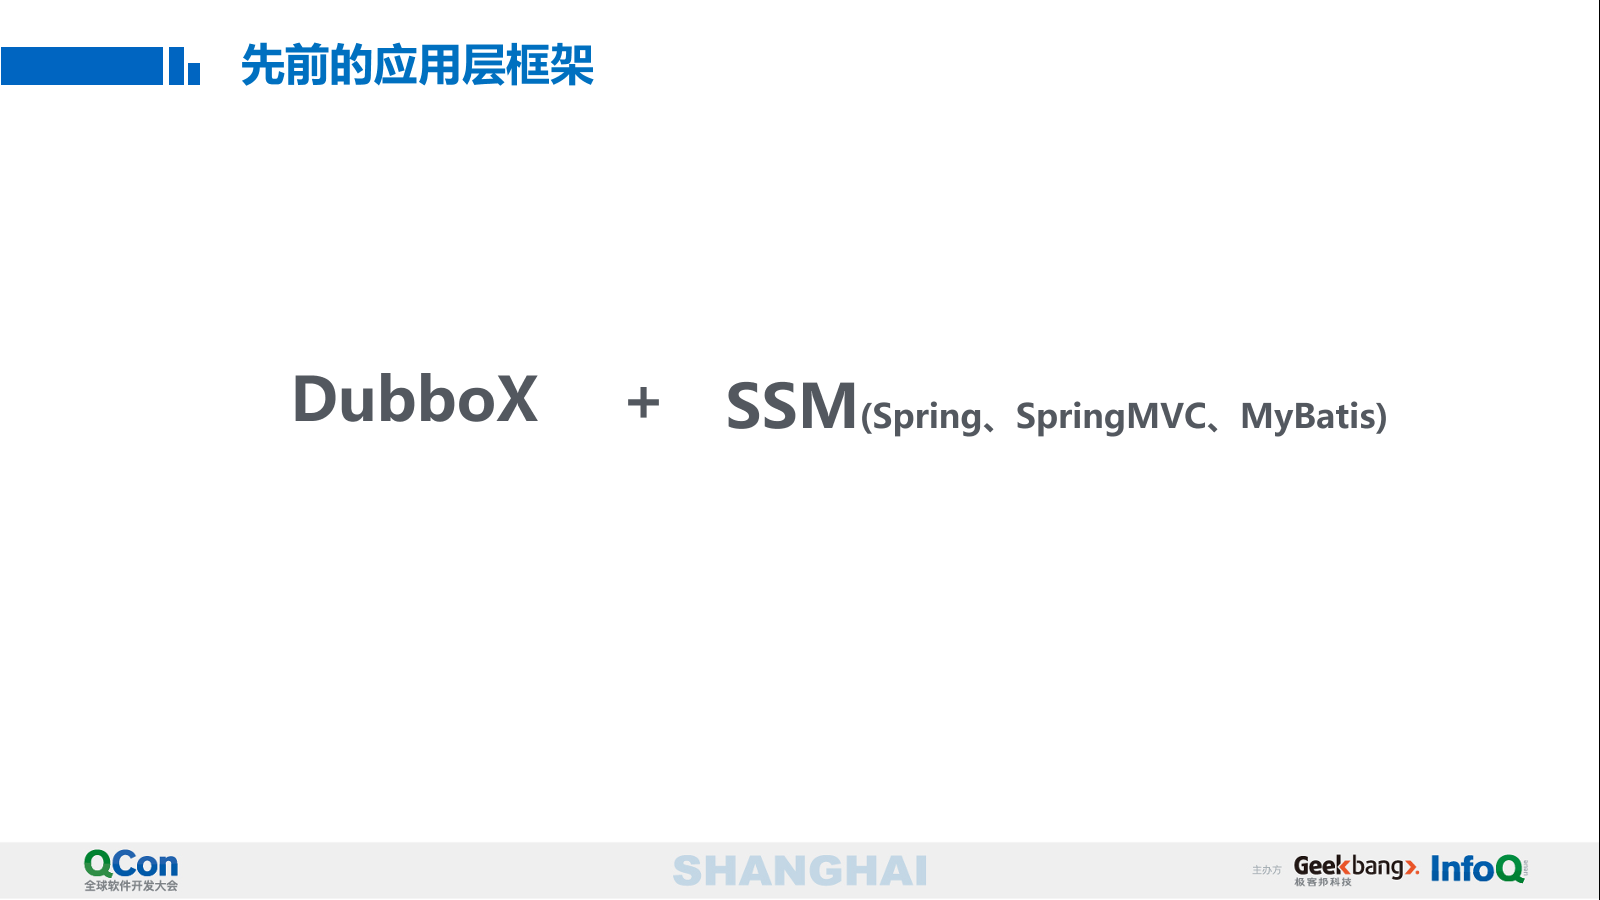 先前的应用层框架
DubboX + SSM(Spring、SpringMVC、MyBatis)
QCon
全球软件开发大会
SHANGHAI
主办方
Geekbang>.
极客邦科技
InfoQ